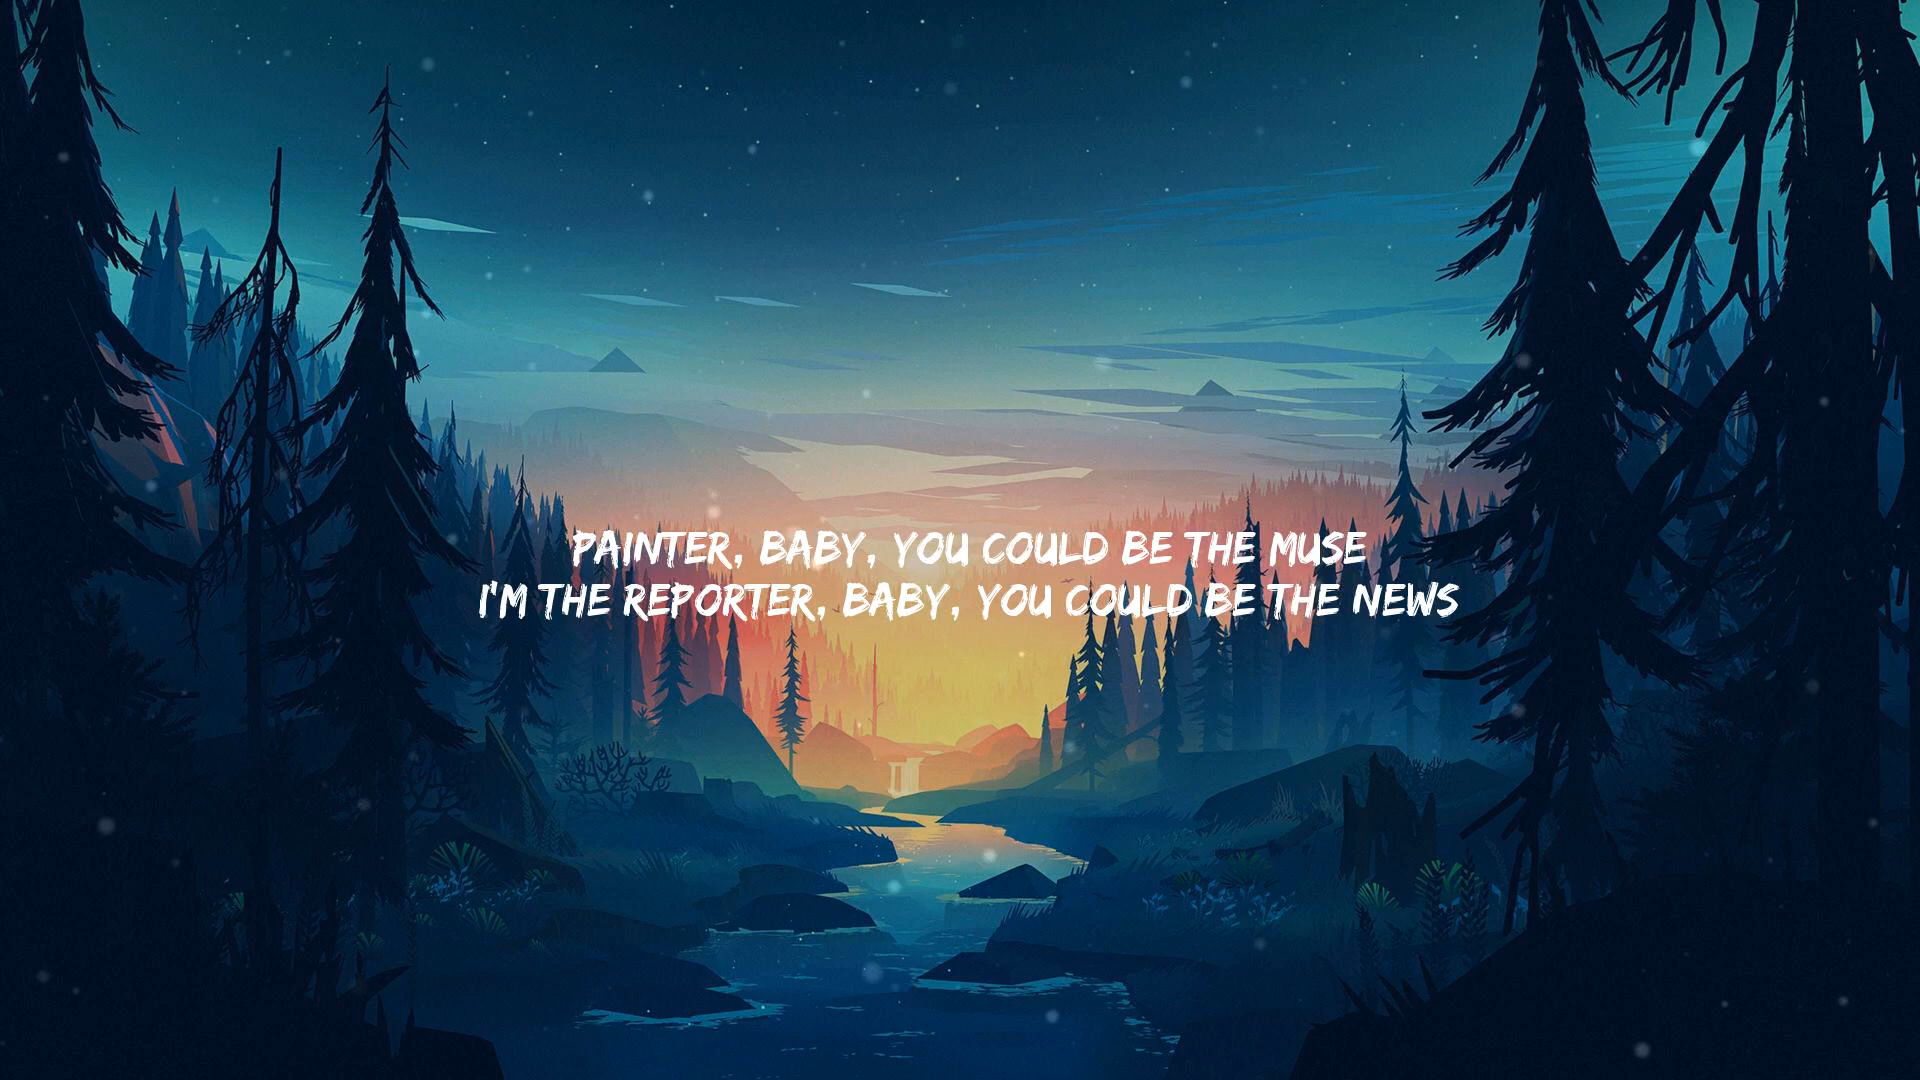 PAINTER, BABY, YOU COULD BE THE MUSE
I'M THE REPORTER, BABY, YOU COULD BE THE NEWS